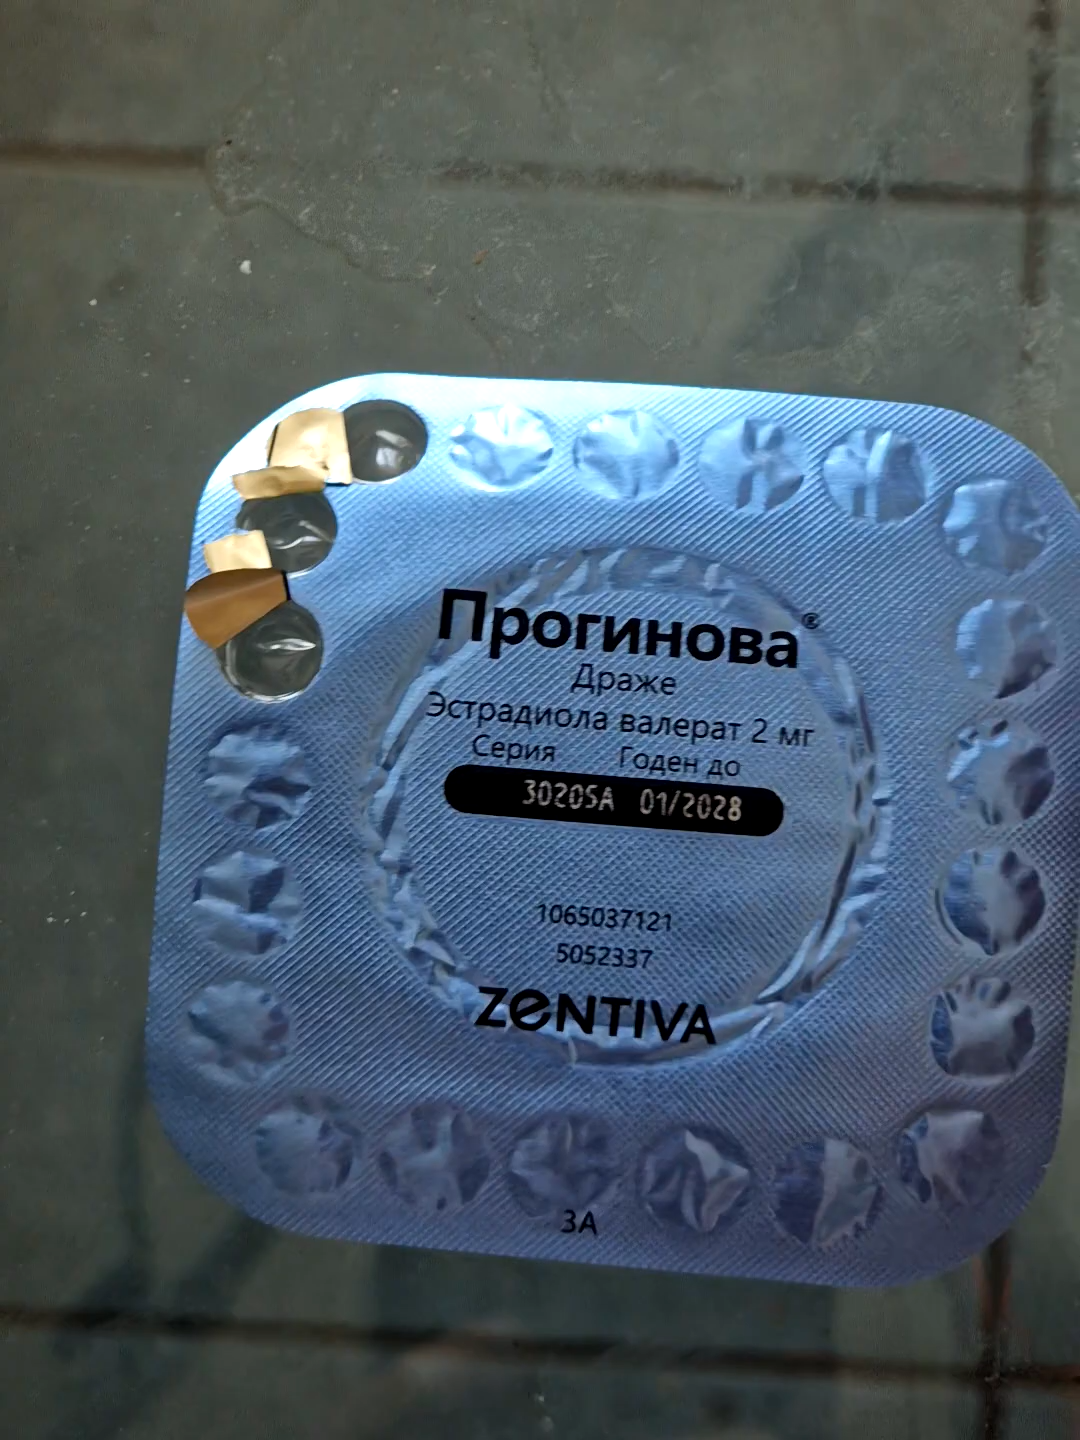 Прогинова®
Драже
Эстрадиола валерат 2 мг
Серия Годен до
30205A 01/2028
1065037121
5052337
ZENTIVA
3A